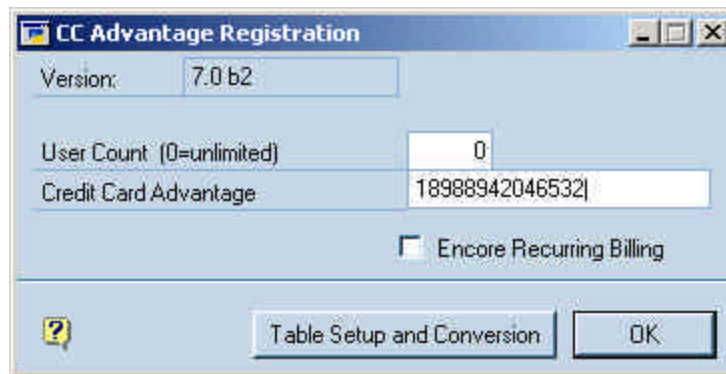 CC Advantage Registration
Version: 7.0 b2
User Count (0=unlimited) 0
Credit Card Advantage 18988942046532
Encore Recurring Billing
Table Setup and Conversion OK